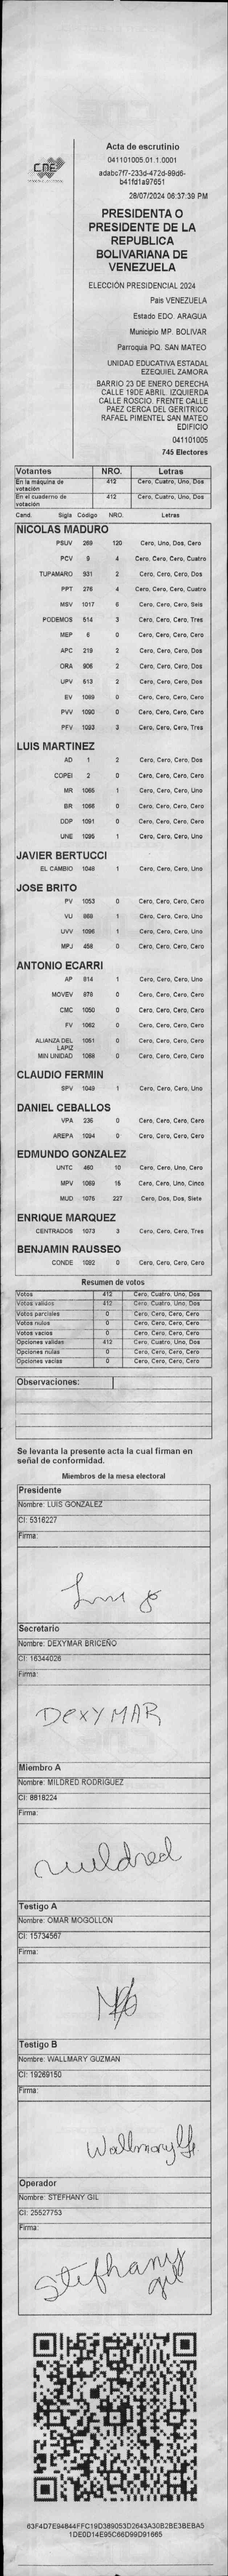 CNE
Acta de escrutinio
041101005.01.1.0001
adabc7f7-233d-472d-98d6-
b41fd1a97651
28/07/2024 06:37:39 PM
PRESIDENTA O
PRESIDENTE DE LA
REPUBLICA
BOLIVARIANA DE
VENEZUELA
ELECCIÓN PRESIDENCIAL 2024
Pais VENEZUELA
Estado EDO. ARAGUA
Municipio MP. BOLIVAR
Parroquia PQ. SAN MATEO
UNIDAD EDUCATIVA ESTADAL
EZEQUIEL ZAMORA
BARRIO 23 DE ENERO DERECHA
CALLE 19DE ABRIL. IZQUIERDA
CALLE ROSCIO. FRENTE CALLE
PAEZ CERCA DEL GERITRICO
RAFAEL PIMENTEL SAN MATEO
EDIFICIO
041101005
745 Electores
Votantes NRO. Letras
En la máquina de votación 412 Cero, Cuatro, Uno, Dos
En el cuaderno de votación 412 Cero, Cuatro, Uno, Dos
Cand. Sigla Código NRO. Letras
NICOLAS MADURO
PSUV 269 120 Cero, Uno, Dos, Cero
PCV 9 4 Cero, Cero, Cero, Cuatro
TUPAMARO 931 2 Cero, Cero, Cero, Dos
PPT 276 4 Cero, Cero, Cero, Cuatro
MSV 1017 6 Cero, Cero, Cero, Seis
PODEMOS 514 3 Cero, Cero, Cero, Tres
MEP 6 0 Cero, Cero, Cero, Cero
APC 219 2 Cero, Cero, Cero, Dos
ORA 906 2 Cero, Cero, Cero, Dos
UPV 513 2 Cero, Cero, Cero, Dos
EV 1089 0 Cero, Cero, Cero, Cero
PVV 1090 0 Cero, Cero, Cero, Cero
PFV 1093 3 Cero, Cero, Cero, Tres
LUIS MARTINEZ
AD 1 2 Cero, Cero, Cero, Dos
COPEI 2 0 Cero, Cero, Cero, Cero
MR 1065 1 Cero, Cero, Cero, Uno
BR 1066 0 Cero, Cero, Cero, Cero
DDP 1091 0 Cero, Cero, Cero, Cero
UNE 1095 1 Cero, Cero, Cero, Uno
JAVIER BERTUCCI
EL CAMBIO 1048 1 Cero, Cero, Cero, Uno
JOSE BRITO
PV 1053 0 Cero, Cero, Cero, Cero
VU 989 1 Cero, Cero, Cero, Uno
UVV 1096 1 Cero, Cero, Cero, Uno
MPJ 458 0 Cero, Cero, Cero, Cero
ANTONIO ECARRI
AP 814 1 Cero, Cero, Cero, Uno
MOVEV 978 0 Cero, Cero, Cero, Cero
CMC 1050 0 Cero, Cero, Cero, Cero
FV 1062 0 Cero, Cero, Cero, Cero
ALIANZA DEL LAPIZ 1051 0 Cero, Cero, Cero, Cero
MIN UNIDAD 1058 0 Cero, Cero, Cero, Cero
CLAUDIO FERMIN
SPV 1049 1 Cero, Cero, Cero, Uno
DANIEL CEBALLOS
VPA 236 0 Cero, Cero, Cero, Cero
AREPA 1094 0 Cero, Cero, Cero, Cero
EDMUNDO GONZALEZ
UNTC 460 10 Cero, Cero, Uno, Cero
MPV 1069 15 Cero, Cero, Uno, Cinco
MUD 1076 227 Cero, Dos, Dos, Siete
ENRIQUE MARQUEZ
CENTRADOS 1073 3 Cero, Cero, Cero, Tres
BENJAMIN RAUSSEO
CONDE 1092 0 Cero, Cero, Cero, Cero
Resumen de votos
Votos 412 Cero, Cuatro, Uno, Dos
Votos validos 412 Cero, Cuatro, Uno, Dos
Votos parciales 0 Cero, Cero, Cero, Cero
Votos nulos 0 Cero, Cero, Cero, Cero
Votos vacios 0 Cero, Cero, Cero, Cero
Opciones validas 412 Cero, Cuatro, Uno, Dos
Opciones nulas 0 Cero, Cero, Cero, Cero
Opciones vacias 0 Cero, Cero, Cero, Cero
Observaciones:
Se levanta la presente acta la cual firman en
señal de conformidad.
Miembros de la mesa electoral
Presidente
Nombre: LUIS GONZALEZ
CI: 5316227
Firma:
Secretario
Nombre: DEXYMAR BRICEÑO
CI: 16344026
Firma:
DEXYMAR
Miembro A
Nombre: MILDRED RODRIGUEZ
CI: 8818224
Firma:
mildred
Testigo A
Nombre: OMAR MOGOLLON
CI: 15734567
Firma:
Testigo B
Nombre: WALLMARY GUZMAN
CI: 19269150
Firma:
Operador
Nombre: STEFHANY GIL
CI: 25527753
Firma:
Stefhany
gil
63F4D7E94844FFC19D389053D2643A30B2BE3BEBA5
1DE0D14E95C66D99D91665